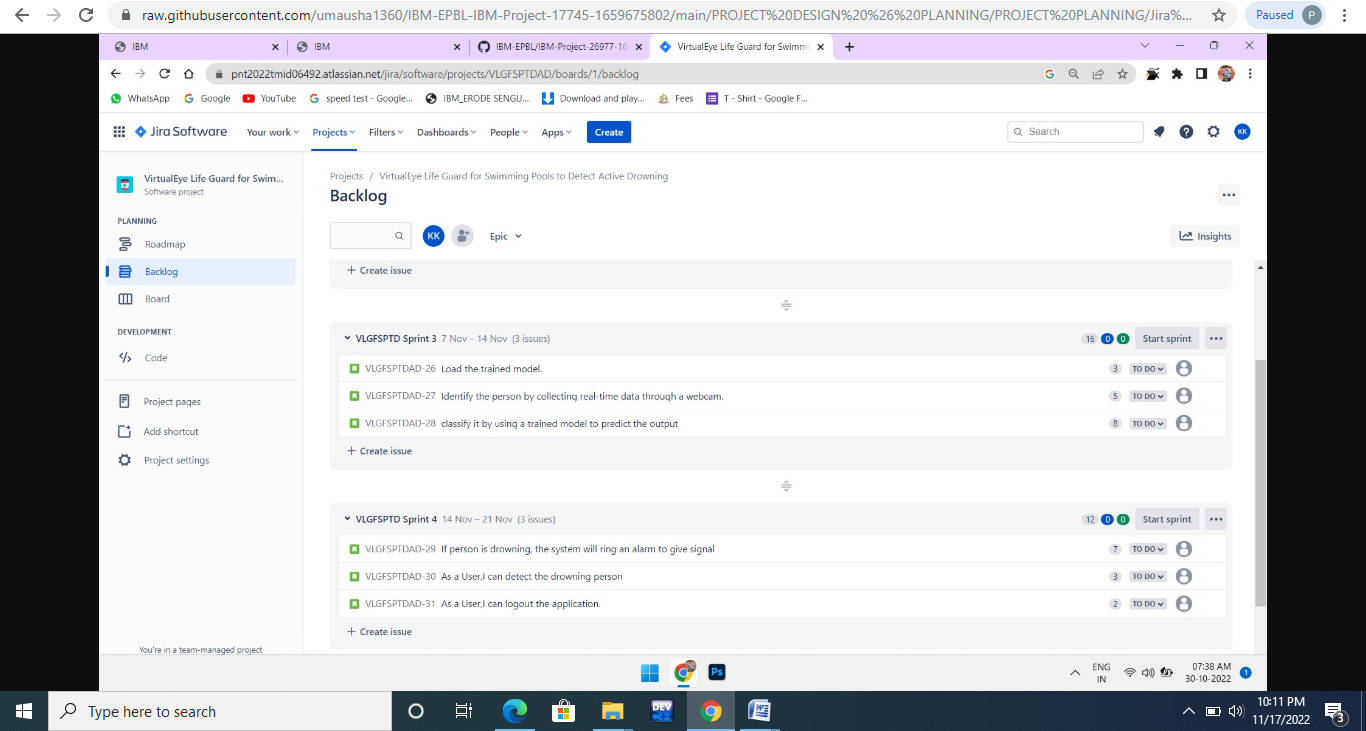 raw.githubusercontent.com/umausha1360/IBM-EPBL-IBM-Project-17745-1659675802/main/PROJECT%20DESIGN%20%26%20PLANNING/PROJECT%20PLANNING/Jira%...
Paused P
IBM
IBM
IBM-EPBL/IBM-Project-26977-16
VirtualEye Life Guard for Swimm
pnt2022tmid06492.atlassian.net/jira/software/projects/VLGFSPTDAD/boards/1/backlog
WhatsApp Google YouTube speed test - Google... IBM_ERODE SENGU... Download and play... Fees T - Shirt - Google F...
Jira Software Your work Projects Filters Dashboards People Apps Create Search KK
VirtualEye Life Guard for Swim...
Software project
PLANNING
Roadmap
Backlog
Board
DEVELOPMENT
Code
Project pages
Add shortcut
Project settings
You're in a team-managed project
Projects / VirtualEye Life Guard for Swimming Pools to Detect Active Drowning
Backlog
KK Epic Insights
+ Create issue
VLGFSPTD Sprint 3 7 Nov – 14 Nov (3 issues) 16 0 0 Start sprint
VLGFSPTDAD-26 Load the trained model. 3 TO DO
VLGFSPTDAD-27 Identify the person by collecting real-time data through a webcam. 5 TO DO
VLGFSPTDAD-28 classify it by using a trained model to predict the output 8 TO DO
+ Create issue
VLGFSPTD Sprint 4 14 Nov – 21 Nov (3 issues) 12 0 0 Start sprint
VLGFSPTDAD-29 If person is drowning, the system will ring an alarm to give signal 7 TO DO
VLGFSPTDAD-30 As a User,I can detect the drowning person 3 TO DO
VLGFSPTDAD-31 As a User,I can logout the application. 2 TO DO
+ Create issue
Ps
ENG
IN
07:38 AM
30-10-2022
1
Type here to search
DEV
W
10:11 PM
11/17/2022
3